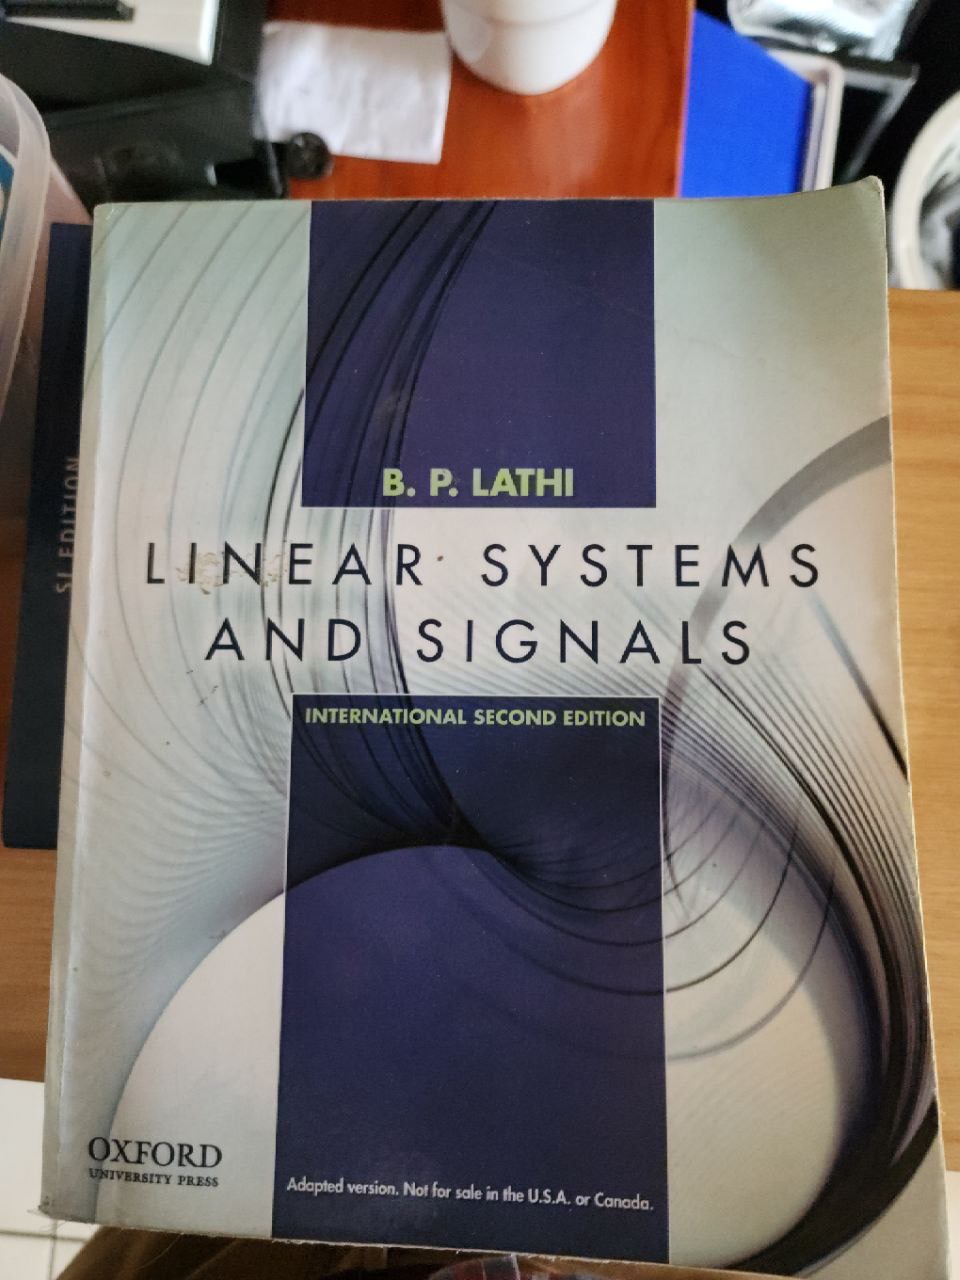 B. P. LATHI
LINEAR SYSTEMS
AND SIGNALS
INTERNATIONAL SECOND EDITION
OXFORD
UNIVERSITY PRESS
Adapted version. Not for sale in the U.S.A. or Canada.
SI EDITION